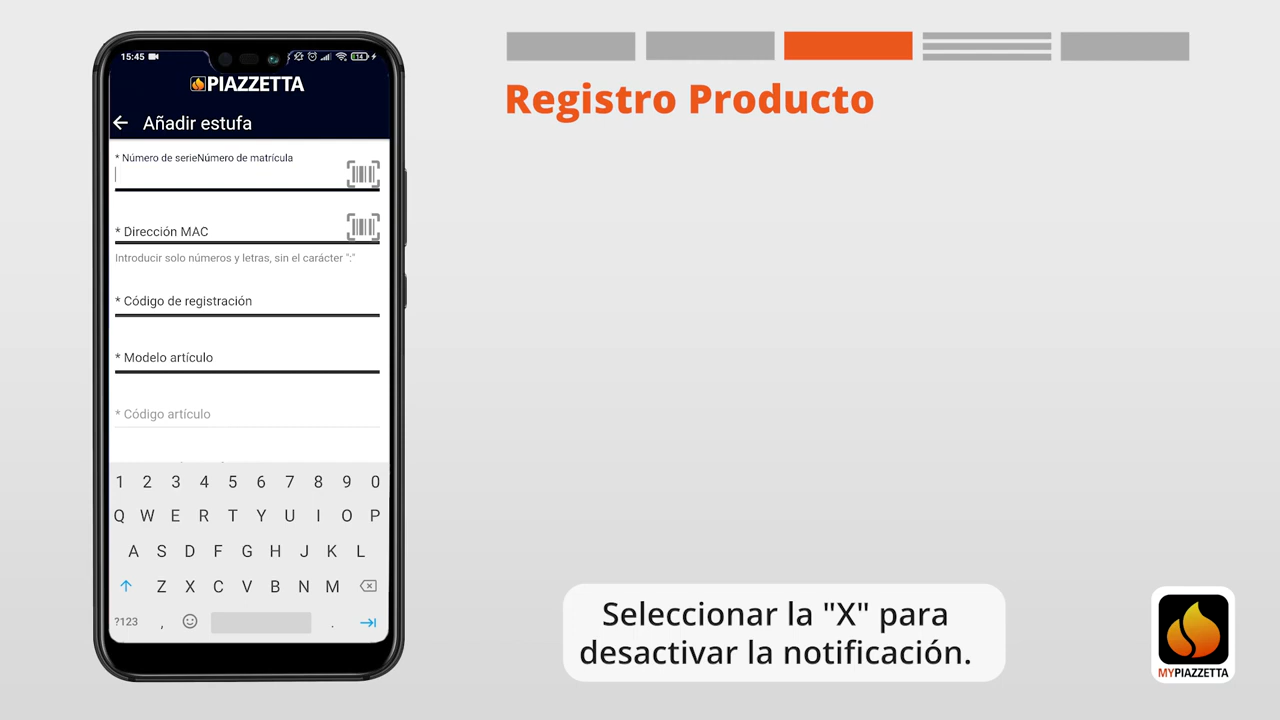 15:45
PIAZZETTA
Añadir estufa
* Número de serieNúmero de matrícula
* Dirección MAC
Introducir solo números y letras, sin el carácter ":"
* Código de registración
* Modelo artículo
* Código artículo
1 2 3 4 5 6 7 8 9 0
Q W E R T Y U I O P
A S D F G H J K L
Z X C V B N M
?123 , .
Registro Producto
Seleccionar la "X" para
desactivar la notificación.
MYPIAZZETTA